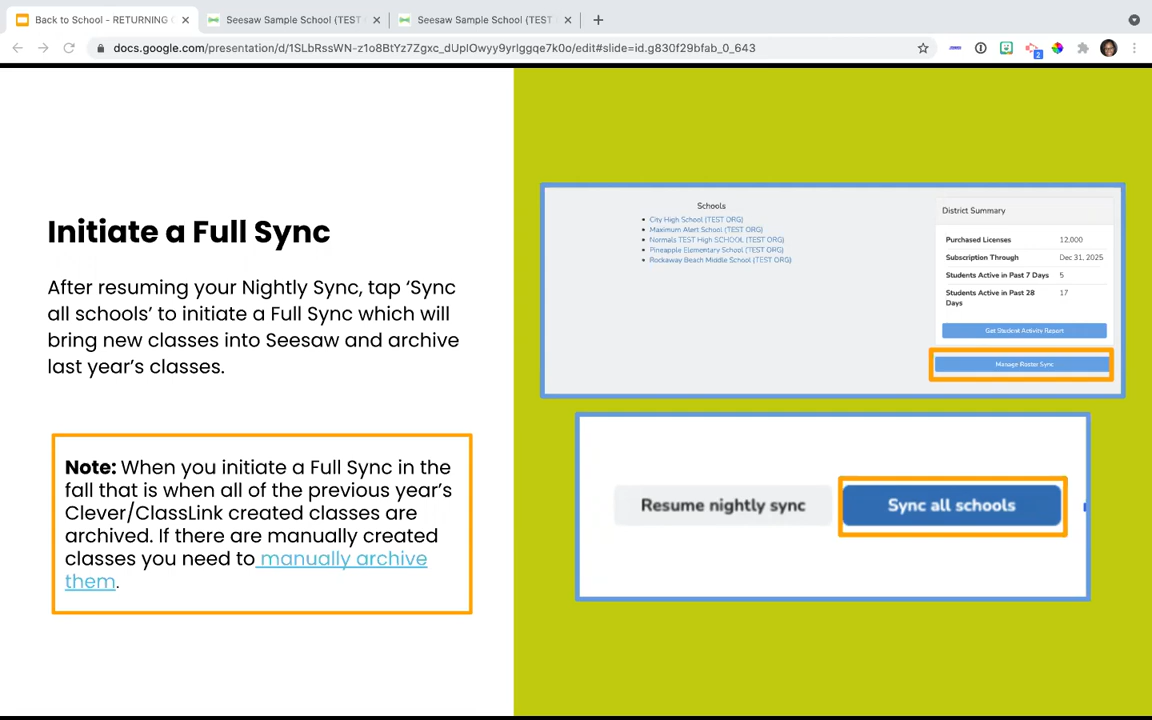 Back to School - RETURNING
Seesaw Sample School (TEST
Seesaw Sample School (TEST
docs.google.com/presentation/d/1SLbRssWN-z1o8BtYz7Zgxc_dUplOwyy9yrlggqe7k0o/edit#slide=id.g830f29bfab_0_643
2
Initiate a Full Sync
After resuming your Nightly Sync, tap ‘Sync
all schools’ to initiate a Full Sync which will
bring new classes into Seesaw and archive
last year’s classes.
Note: When you initiate a Full Sync in the
fall that is when all of the previous year’s
Clever/ClassLink created classes are
archived. If there are manually created
classes you need to manually archive
them.
Schools
City High School (TEST ORG)
Maximum Alert School (TEST ORG)
Normals TEST High SCHOOL (TEST ORG)
Pineapple Elementary School (TEST ORG)
Rockaway Beach Middle School (TEST ORG)
District Summary
Purchased Licenses 12,000
Subscription Through Dec 31, 2025
Students Active in Past 7 Days 5
Students Active in Past 28 17
Days
Get Student Activity Report
Manage Roster Sync
Resume nightly sync
Sync all schools